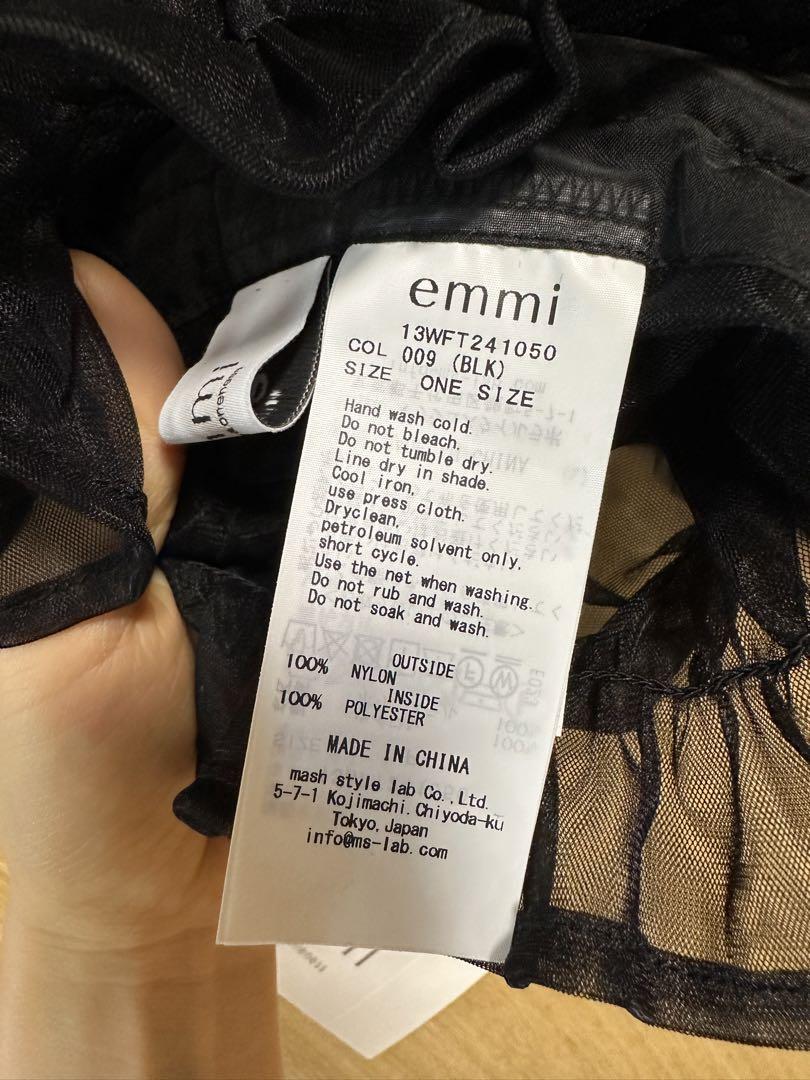 emmi
13WFT241050
COL 009 (BLK)
SIZE ONE SIZE
Hand wash cold.
Do not bleach.
Do not tumble dry.
Line dry in shade.
Cool iron,
use press cloth.
Dryclean,
petroleum solvent only,
short cycle.
Use the net when washing.
Do not rub and wash.
Do not soak and wash.
OUTSIDE
100% NYLON
INSIDE
100% POLYESTER
MADE IN CHINA
mash style lab Co.,Ltd.
5-7-1 Kojimachi.Chiyoda-ku
Tokyo,Japan
info@ms-lab.com
mi
oneness